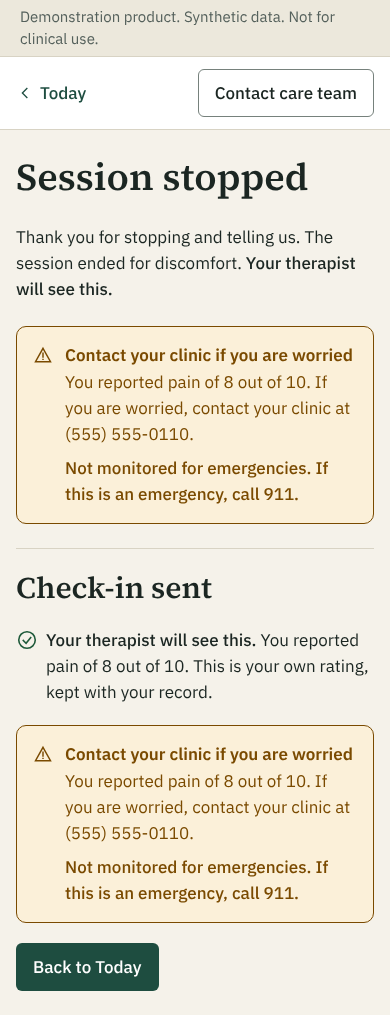 Demonstration product. Synthetic data. Not for
clinical use.
Today
Contact care team
Session stopped
Thank you for stopping and telling us. The
session ended for discomfort. Your therapist
will see this.
Contact your clinic if you are worried
You reported pain of 8 out of 10. If
you are worried, contact your clinic at
(555) 555-0110.
Not monitored for emergencies. If
this is an emergency, call 911.
Check-in sent
Your therapist will see this. You reported
pain of 8 out of 10. This is your own rating,
kept with your record.
Contact your clinic if you are worried
You reported pain of 8 out of 10. If
you are worried, contact your clinic at
(555) 555-0110.
Not monitored for emergencies. If
this is an emergency, call 911.
Back to Today